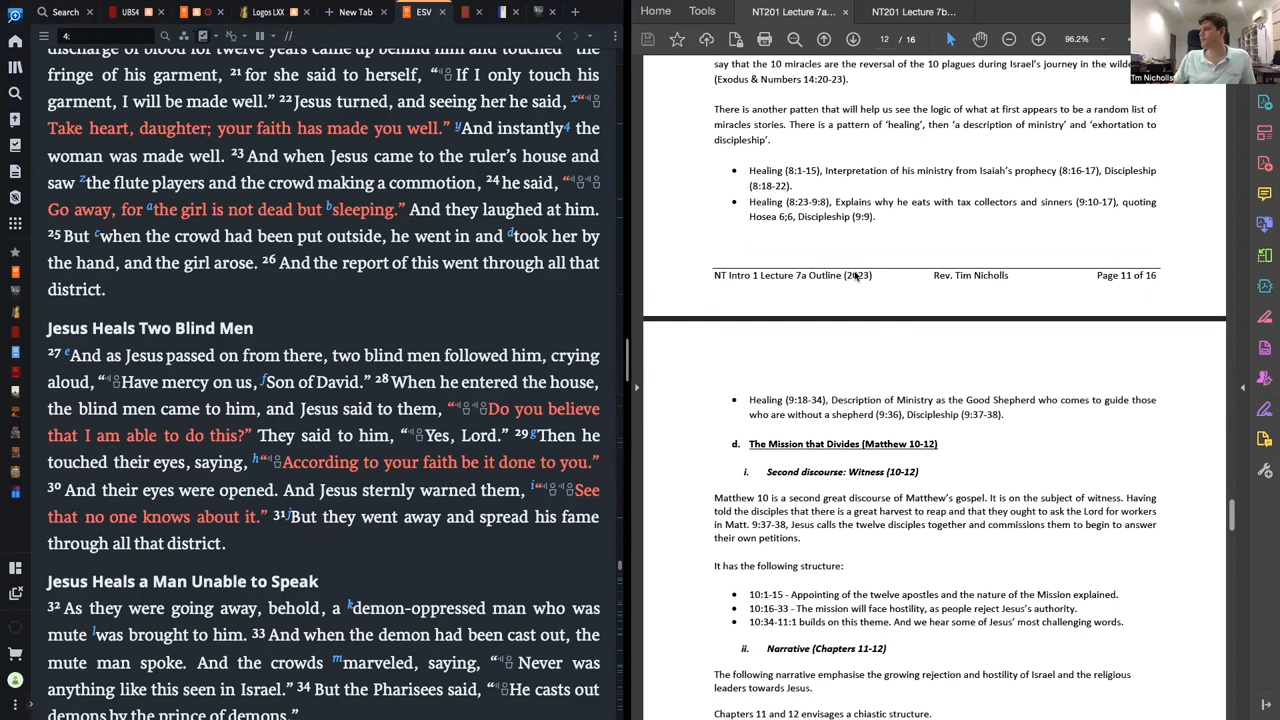 Search
UBS4
Logos LXX
New Tab
ESV
4:
discharge of blood for twelve years came up behind him and touched the
fringe of his garment, 21 for she said to herself, “If I only touch his
garment, I will be made well.” 22 Jesus turned, and seeing her he said, x“
Take heart, daughter; your faith has made you well.” yAnd instantly4 the
woman was made well. 23 And when Jesus came to the ruler’s house and
saw zthe flute players and the crowd making a commotion, 24 he said, “
Go away, for athe girl is not dead but bsleeping.” And they laughed at him.
25 But cwhen the crowd had been put outside, he went in and dtook her by
the hand, and the girl arose. 26 And the report of this went through all that
district.
Jesus Heals Two Blind Men
27 eAnd as Jesus passed on from there, two blind men followed him, crying
aloud, “Have mercy on us, fSon of David.” 28 When he entered the house,
the blind men came to him, and Jesus said to them, “Do you believe
that I am able to do this?” They said to him, “Yes, Lord.” 29 gThen he
touched their eyes, saying, h“According to your faith be it done to you.”
30 And their eyes were opened. And Jesus sternly warned them, i“See
that no one knows about it.” 31 jBut they went away and spread his fame
through all that district.
Jesus Heals a Man Unable to Speak
32 As they were going away, behold, a kdemon-oppressed man who was
mute lwas brought to him. 33 And when the demon had been cast out, the
mute man spoke. And the crowds mmarveled, saying, “Never was
anything like this seen in Israel.” 34 But the Pharisees said, “He casts out
Home
Tools
NT201 Lecture 7a...
NT201 Lecture 7b...
12 / 16
96.2%
Tm Nicholls
say that the 10 miracles are the reversal of the 10 plagues during Israel’s journey in the
(Exodus & Numbers 14:20-23).
There is another patten that will help us see the logic of what at first appears to be a random list of
miracles stories. There is a pattern of ‘healing’, then ‘a description of ministry’ and ‘exhortation to
discipleship’.
• Healing (8:1-15), Interpretation of his ministry from Isaiah’s prophecy (8:16-17), Discipleship
(8:18-22).
• Healing (8:23-9:8), Explains why he eats with tax collectors and sinners (9:10-17), quoting
Hosea 6;6, Discipleship (9:9).
NT Intro 1 Lecture 7a Outline (2023)
Rev. Tim Nicholls
Page 11 of 16
• Healing (9:18-34), Description of Ministry as the Good Shepherd who comes to guide those
who are without a shepherd (9:36), Discipleship (9:37-38).
d. The Mission that Divides (Matthew 10-12)
i. Second discourse: Witness (10-12)
Matthew 10 is a second great discourse of Matthew’s gospel. It is on the subject of witness. Having
told the disciples that there is a great harvest to reap and that they ought to ask the Lord for workers
in Matt. 9:37-38, Jesus calls the twelve disciples together and commissions them to begin to answer
their own petitions.
It has the following structure:
• 10:1-15 - Appointing of the twelve apostles and the nature of the Mission explained.
• 10:16-33 - The mission will face hostility, as people reject Jesus’s authority.
• 10:34-11:1 builds on this theme. And we hear some of Jesus’ most challenging words.
ii. Narrative (Chapters 11-12)
The following narrative emphasise the growing rejection and hostility of Israel and the religious
leaders towards Jesus.
Chapters 11 and 12 envisages a chiastic structure.